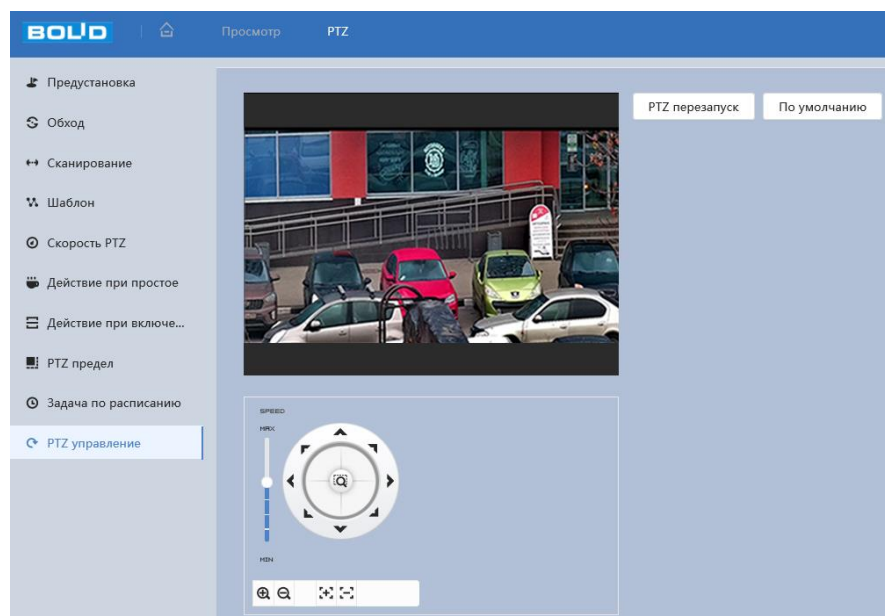 BOLID
Просмотр
PTZ
Предустановка
Обход
Сканирование
Шаблон
Скорость PTZ
Действие при простое
Действие при включе...
PTZ предел
Задача по расписанию
PTZ управление
PTZ перезапуск
По умолчанию
SPEED
MAX
MIN